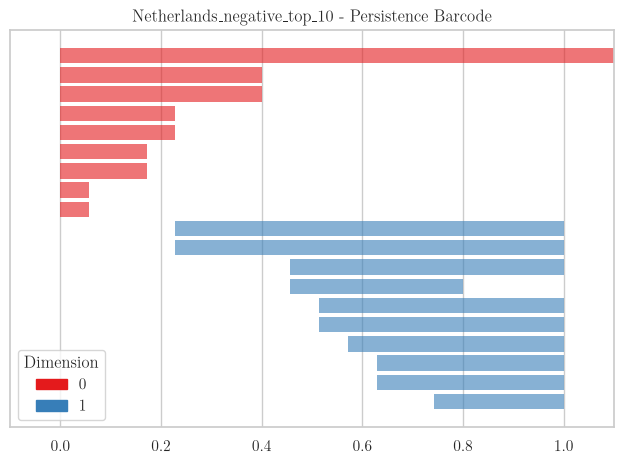 Netherlands_negative_top_10 - Persistence Barcode
Dimension
0
1
0.0 0.2 0.4 0.6 0.8 1.0